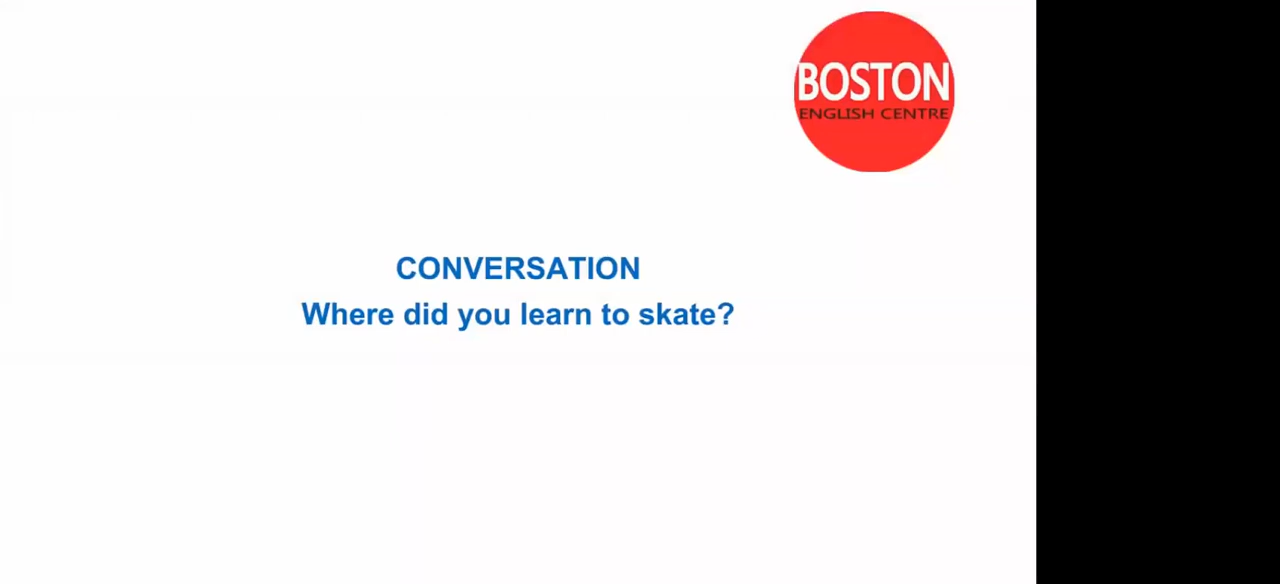 BOSTON
ENGLISH CENTRE
CONVERSATION
Where did you learn to skate?